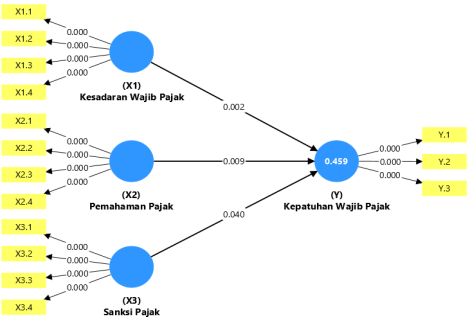 X1.1
0.000
X1.2
0.000
X1.3
0.000
0.000
X1.4
(X1)
Kesadaran Wajib Pajak
0.002
X2.1
0.000
X2.2
0.000
X2.3
0.000
0.000
X2.4
(X2)
Pemahaman Pajak
0.009
0.459
(Y)
Kepatuhan Wajib Pajak
0.000
Y.1
0.000
Y.2
0.000
Y.3
X3.1
0.000
X3.2
0.000
X3.3
0.000
0.000
X3.4
(X3)
Sanksi Pajak
0.040